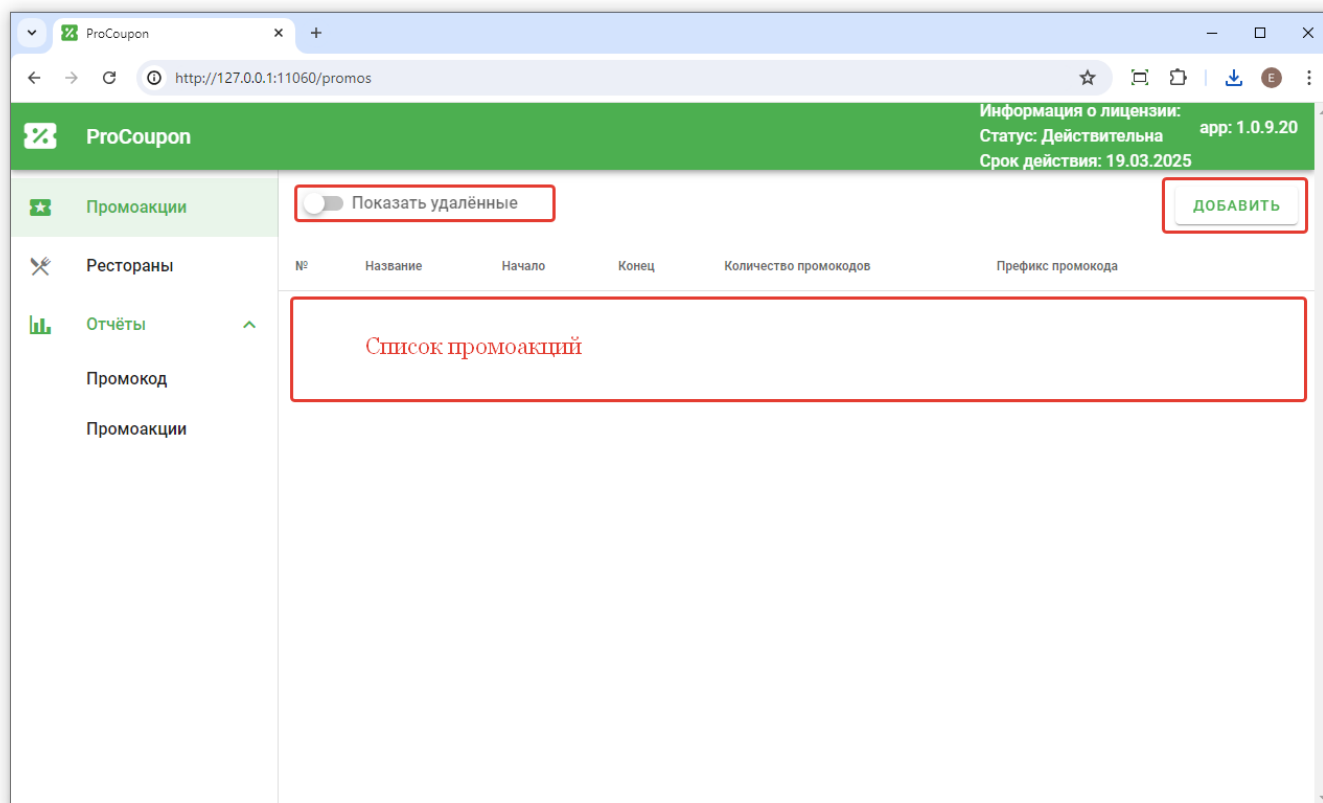 ProCoupon
http://127.0.0.1:11060/promos
E
ProCoupon
Информация о лицензии:
Статус: Действительна
Срок действия: 19.03.2025
app: 1.0.9.20
Промоакции
Рестораны
Отчёты
Промокод
Промоакции
Показать удалённые
ДОБАВИТЬ
№ Название Начало Конец Количество промокодов Префикс промокода
Список промоакций